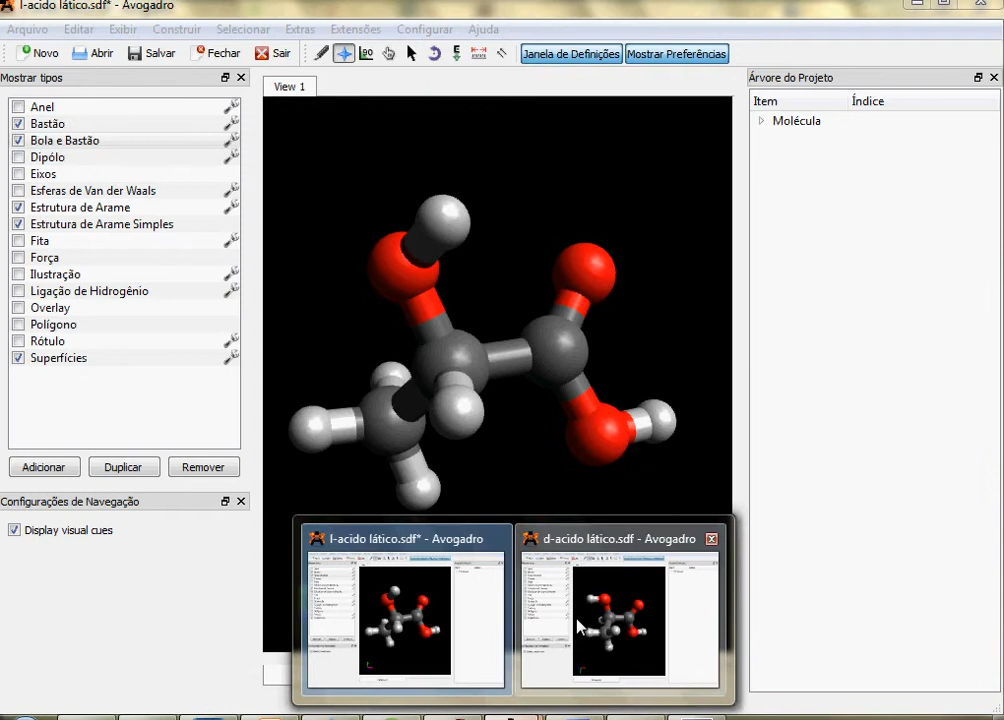 l-acido lático.sdf* - Avogadro
Arquivo Editar Exibir Construir Selecionar Extras Extensões Configurar Ajuda
Novo Abrir Salvar Fechar Sair Janela de Definições Mostrar Preferências
Mostrar tipos
View 1
Árvore do Projeto
Item Índice
Molécula
Anel
Bastão
Bola e Bastão
Dipólo
Eixos
Esferas de Van der Waals
Estrutura de Arame
Estrutura de Arame Simples
Fita
Força
Ilustração
Ligação de Hidrogênio
Overlay
Polígono
Rótulo
Superfícies
Adicionar Duplicar Remover
Configurações de Navegação
Display visual cues
l-acido lático.sdf* - Avogadro
d-acido lático.sdf - Avogadro